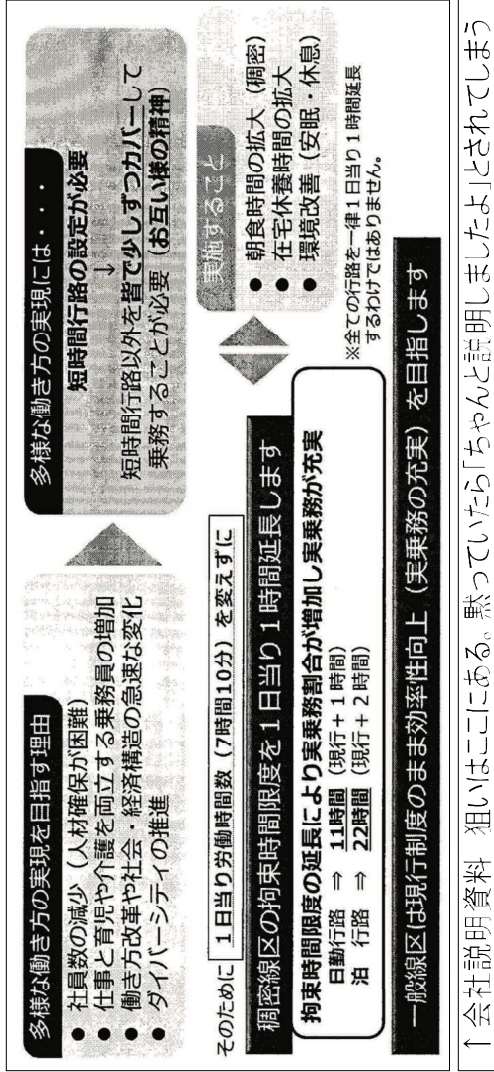 多様な働き方の実現を目指す理由
● 社員数の減少（人材確保が困難）
● 仕事と育児や介護を両立する乗務員の増加
● 働き方改革や社会・経済構造の急速な変化
● ダイバーシティの推進
多様な働き方の実現には・・・
短時間行路の設定が必要
↓
短時間行路以外を皆で少しずつカバーして
乗務することが必要（お互い様の精神）
そのために 1日当り労働時間数（7時間10分）を変えずに
稠密線区の拘束時間限度を1日当り1時間延長します
拘束時間限度の延長により実乗務割合が増加し実乗務が充実
日勤行路 ⇒ 11時間（現行+1時間）
泊 行路 ⇒ 22時間（現行+2時間）
実施すること
● 朝食時間の拡大（稠密）
● 在宅休養時間の拡大
● 環境改善（安眠・休息）
※全ての行路を一律1日当り1時間延長
するわけではありません。
一般線区は現行制度のまま効率性向上（実乗務の充実）を目指します
↑会社説明資料 狙いはここにある。黙っていたら「ちゃんと説明しましたよ」とされてしまう